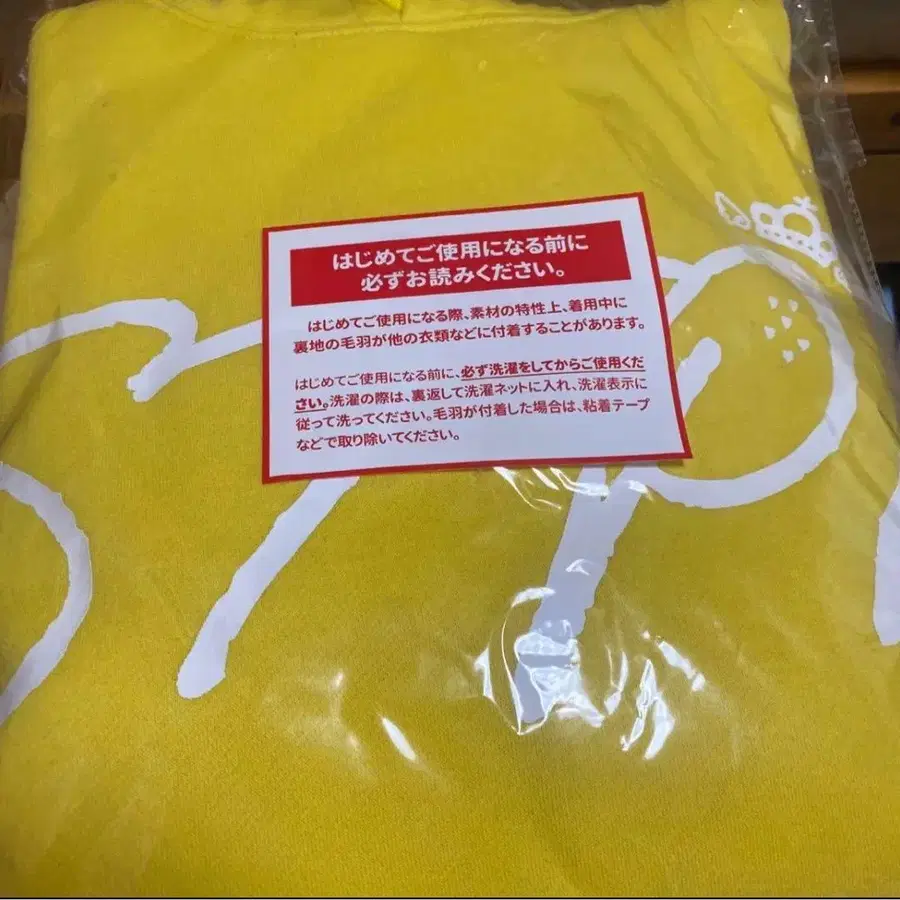 はじめてご使用になる前に
必ずお読みください。
はじめてご使用になる際、素材の特性上、着用中に
裏地の毛羽が他の衣類などに付着することがあります。
はじめてご使用になる前に、必ず洗濯をしてからご使用くだ
さい。洗濯の際は、裏返して洗濯ネットに入れ、洗濯表示に
従って洗ってください。毛羽が付着した場合は、粘着テープ
などで取り除いてください。